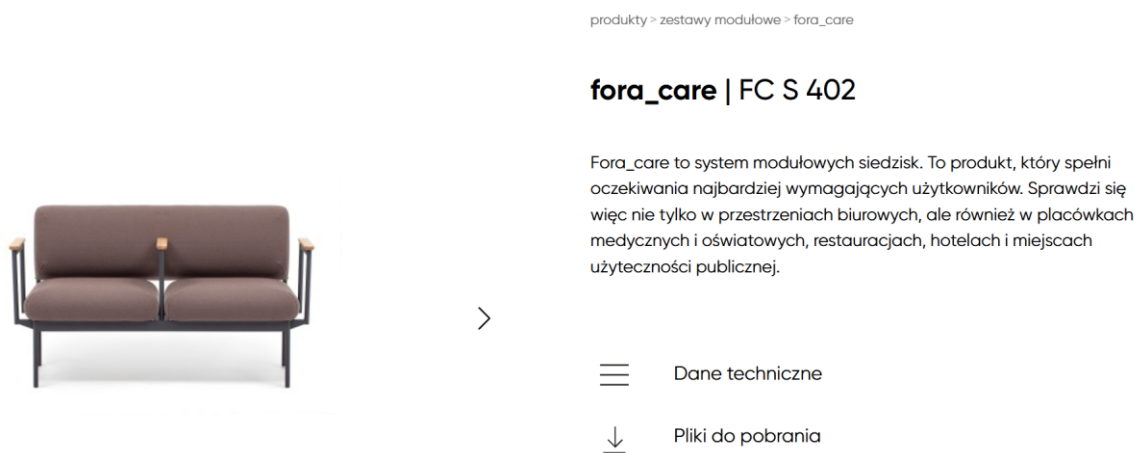 produkty > zestawy modułowe > fora_care
fora_care | FC S 402
Fora_care to system modułowych siedzisk. To produkt, który spełni
oczekiwania najbardziej wymagających użytkowników. Sprawdzi się
więc nie tylko w przestrzeniach biurowych, ale również w placówkach
medycznych i oświatowych, restauracjach, hotelach i miejscach
użyteczności publicznej.
Dane techniczne
Pliki do pobrania